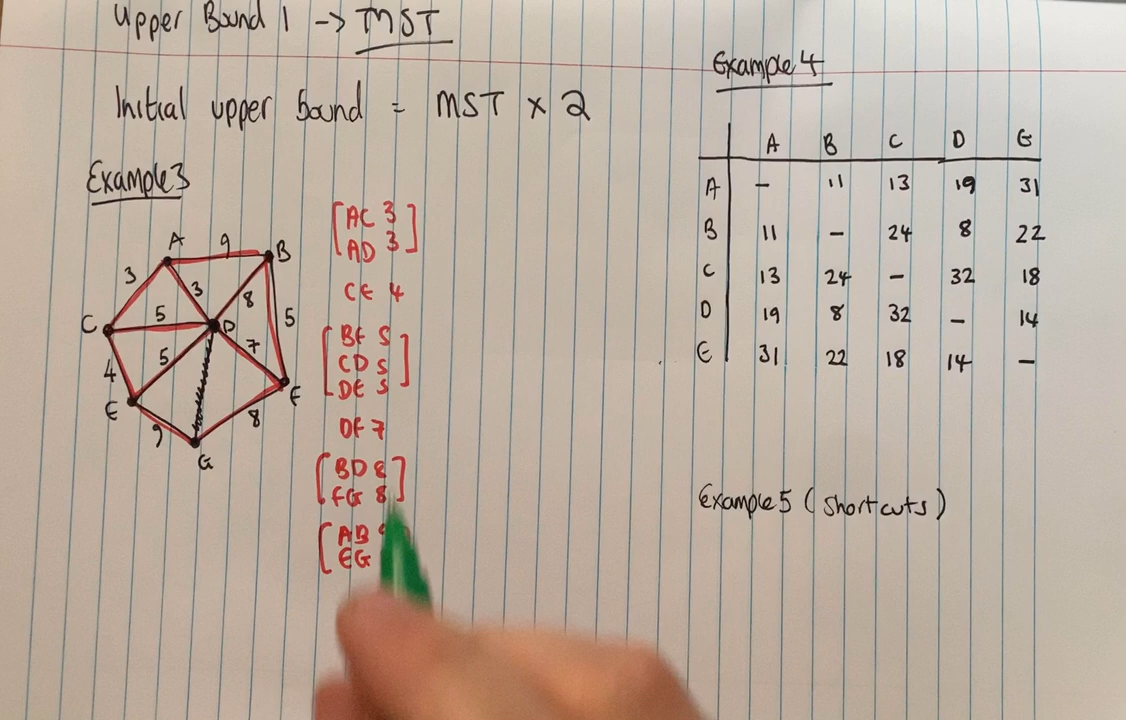 Upper Bound 1 -> MST
Initial upper bound = MST x 2
Example 3
A 9 B
3 3 8
C 5 D 5
4 5 7
E F
9 8
G
[AC 3
AD 3]
CE 4
[BF 5
CD 5
DE 5]
DF 7
[BD 8
FG 8]
[AB
EG
Example 4
A B C D E
A - 11 13 19 31
B 11 - 24 8 22
C 13 24 - 32 18
D 19 8 32 - 14
E 31 22 18 14 -
Example 5 (shortcuts)